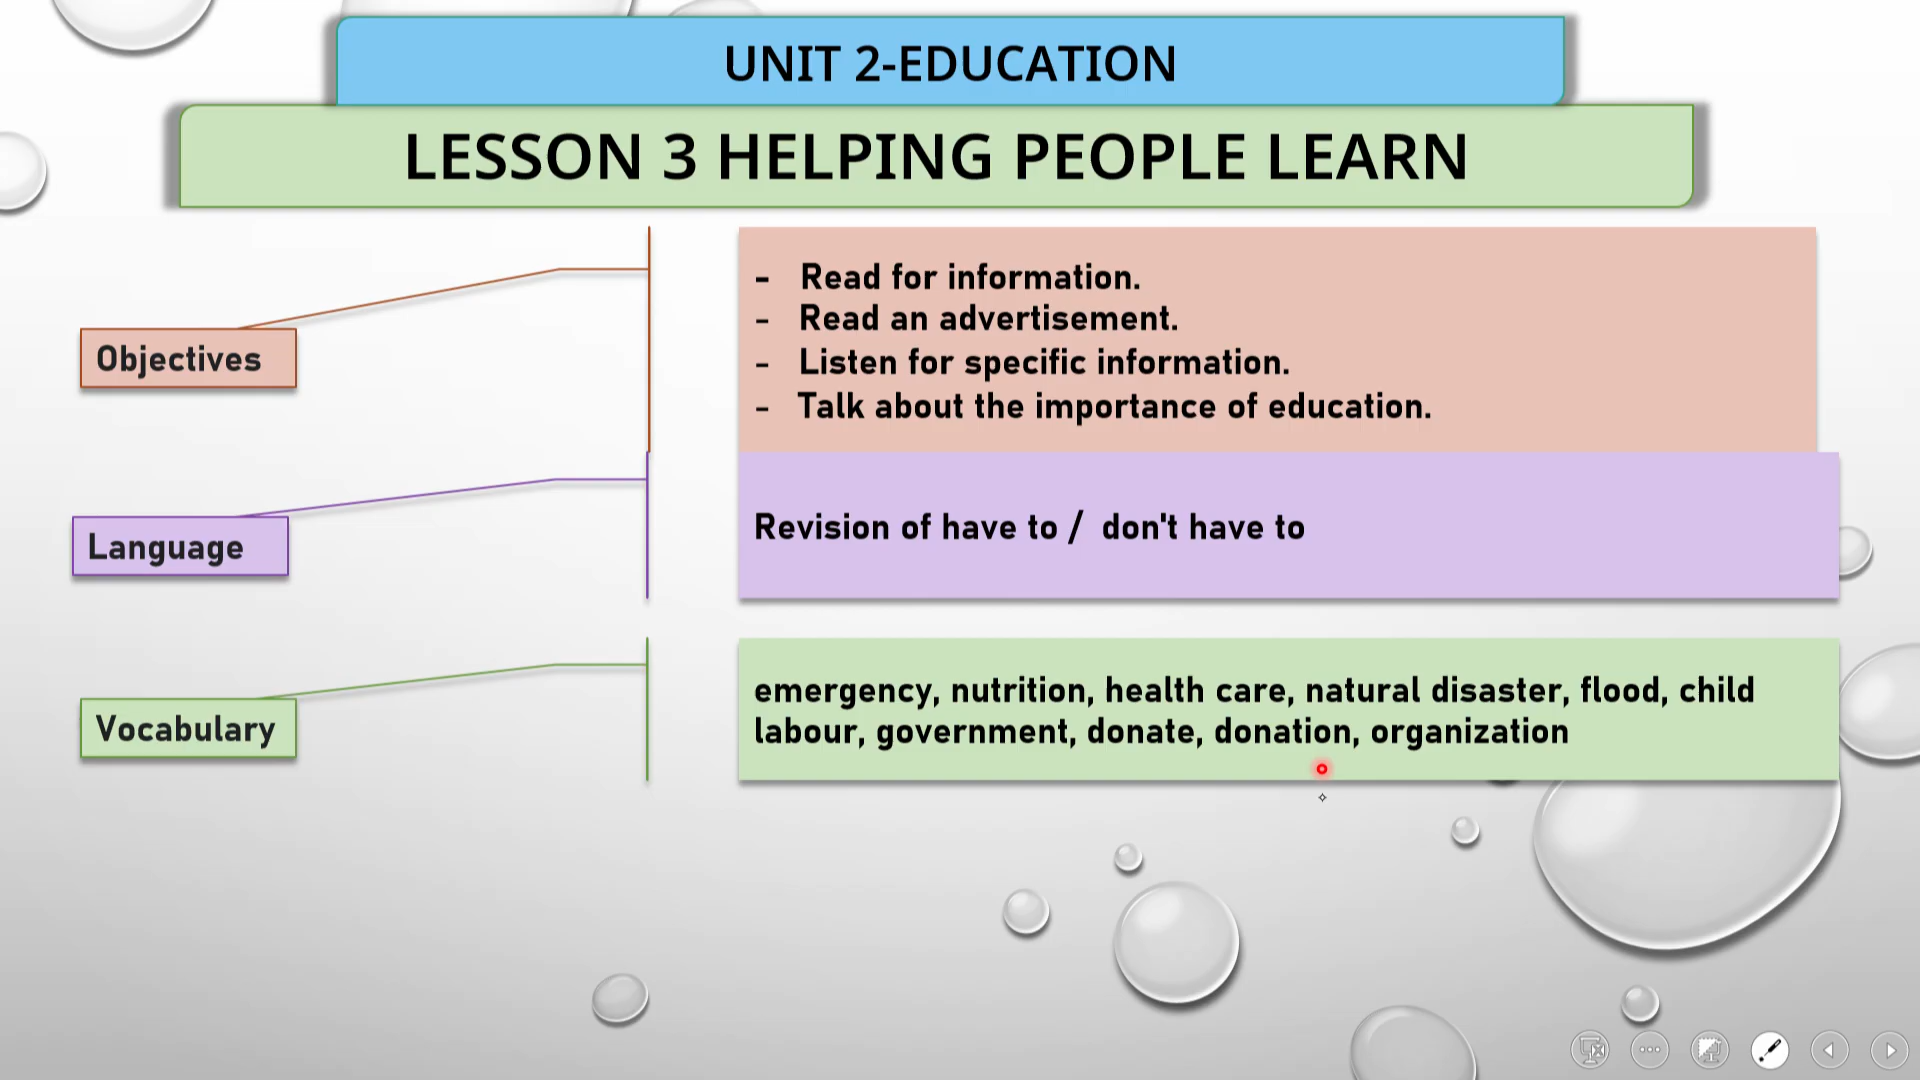 UNIT 2-EDUCATION
LESSON 3 HELPING PEOPLE LEARN
Objectives
- Read for information.
- Read an advertisement.
- Listen for specific information.
- Talk about the importance of education.
Language
Revision of have to / don't have to
Vocabulary
emergency, nutrition, health care, natural disaster, flood, child
labour, government, donate, donation, organization